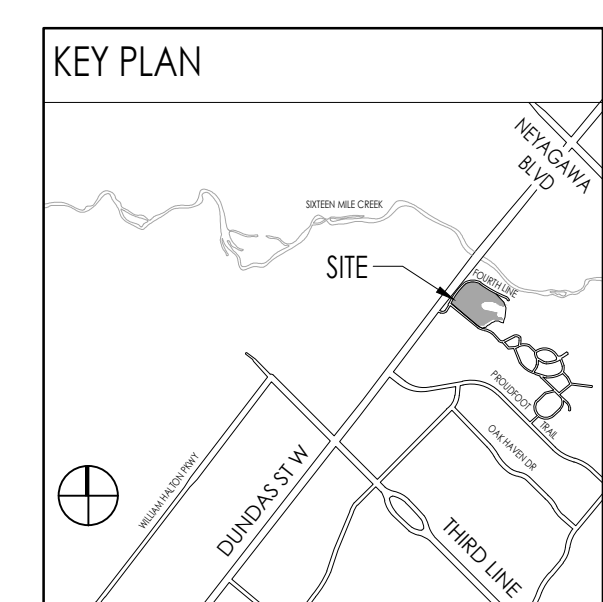 KEY PLAN
NEYAGAWA
BLVD
SIXTEEN MILE CREEK
SITE
FOURTH LINE
PROUDFOOT
TRAIL
OAK HAVEN DR
WILLIAM HALTON PKWY
DUNDAS ST W
THIRD LINE